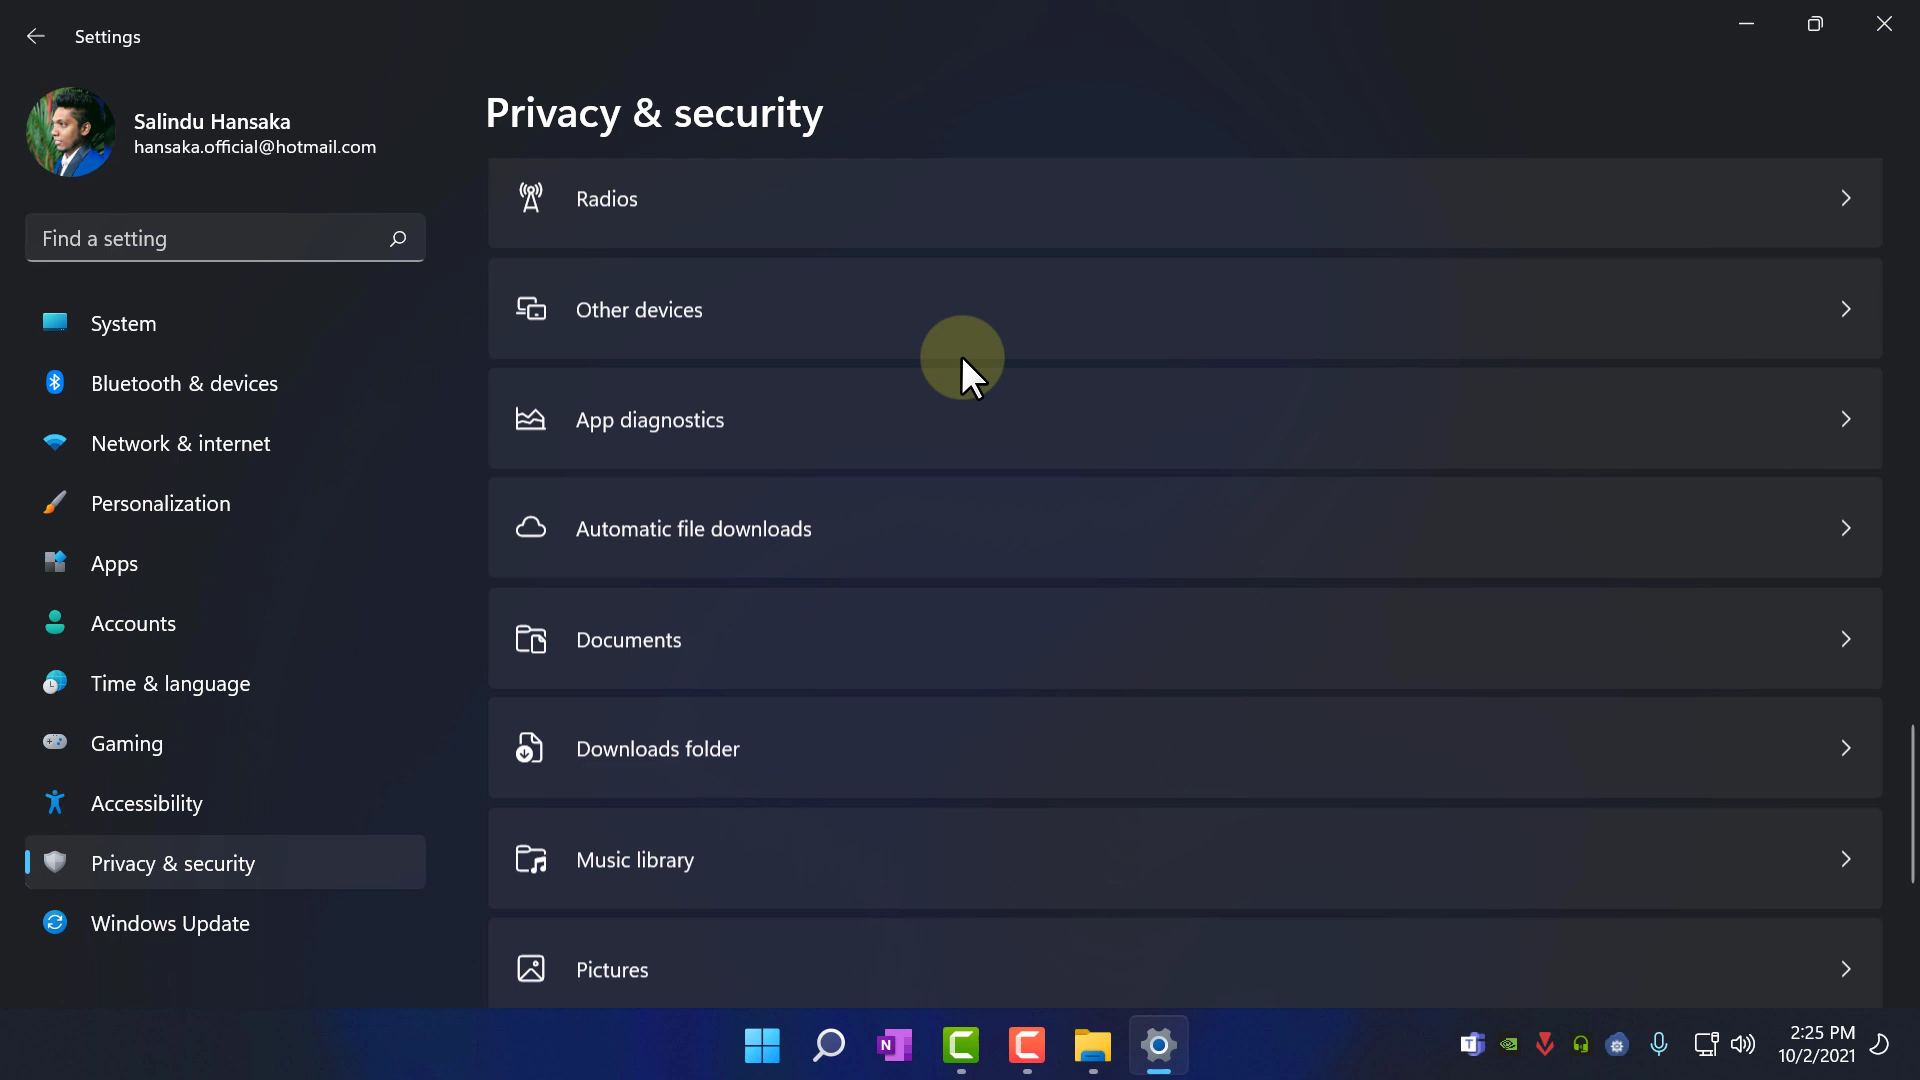 Settings
Salindu Hansaka
hansaka.official@hotmail.com
Find a setting
System
Bluetooth & devices
Network & internet
Personalization
Apps
Accounts
Time & language
Gaming
Accessibility
Privacy & security
Windows Update
Privacy & security
Radios
Other devices
App diagnostics
Automatic file downloads
Documents
Downloads folder
Music library
Pictures
2:25 PM
10/2/2021